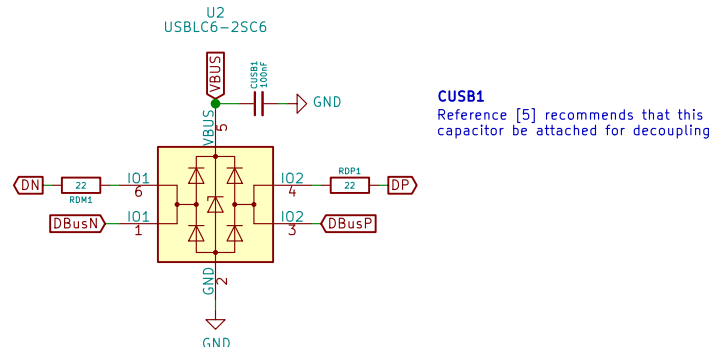 U2
USBLC6-2SC6
VBUS
CUSB1
100nF
GND
CUSB1
Reference [5] recommends that this
capacitor be attached for decoupling
VBUS
5
DN
22
RDM1
IO1
6
IO2
4
RDP1
22
DP
DBusN
IO1
1
IO2
3
DBusP
GND
2
GND